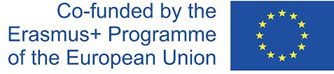 Co-funded by the
Erasmus+ Programme
of the European Union